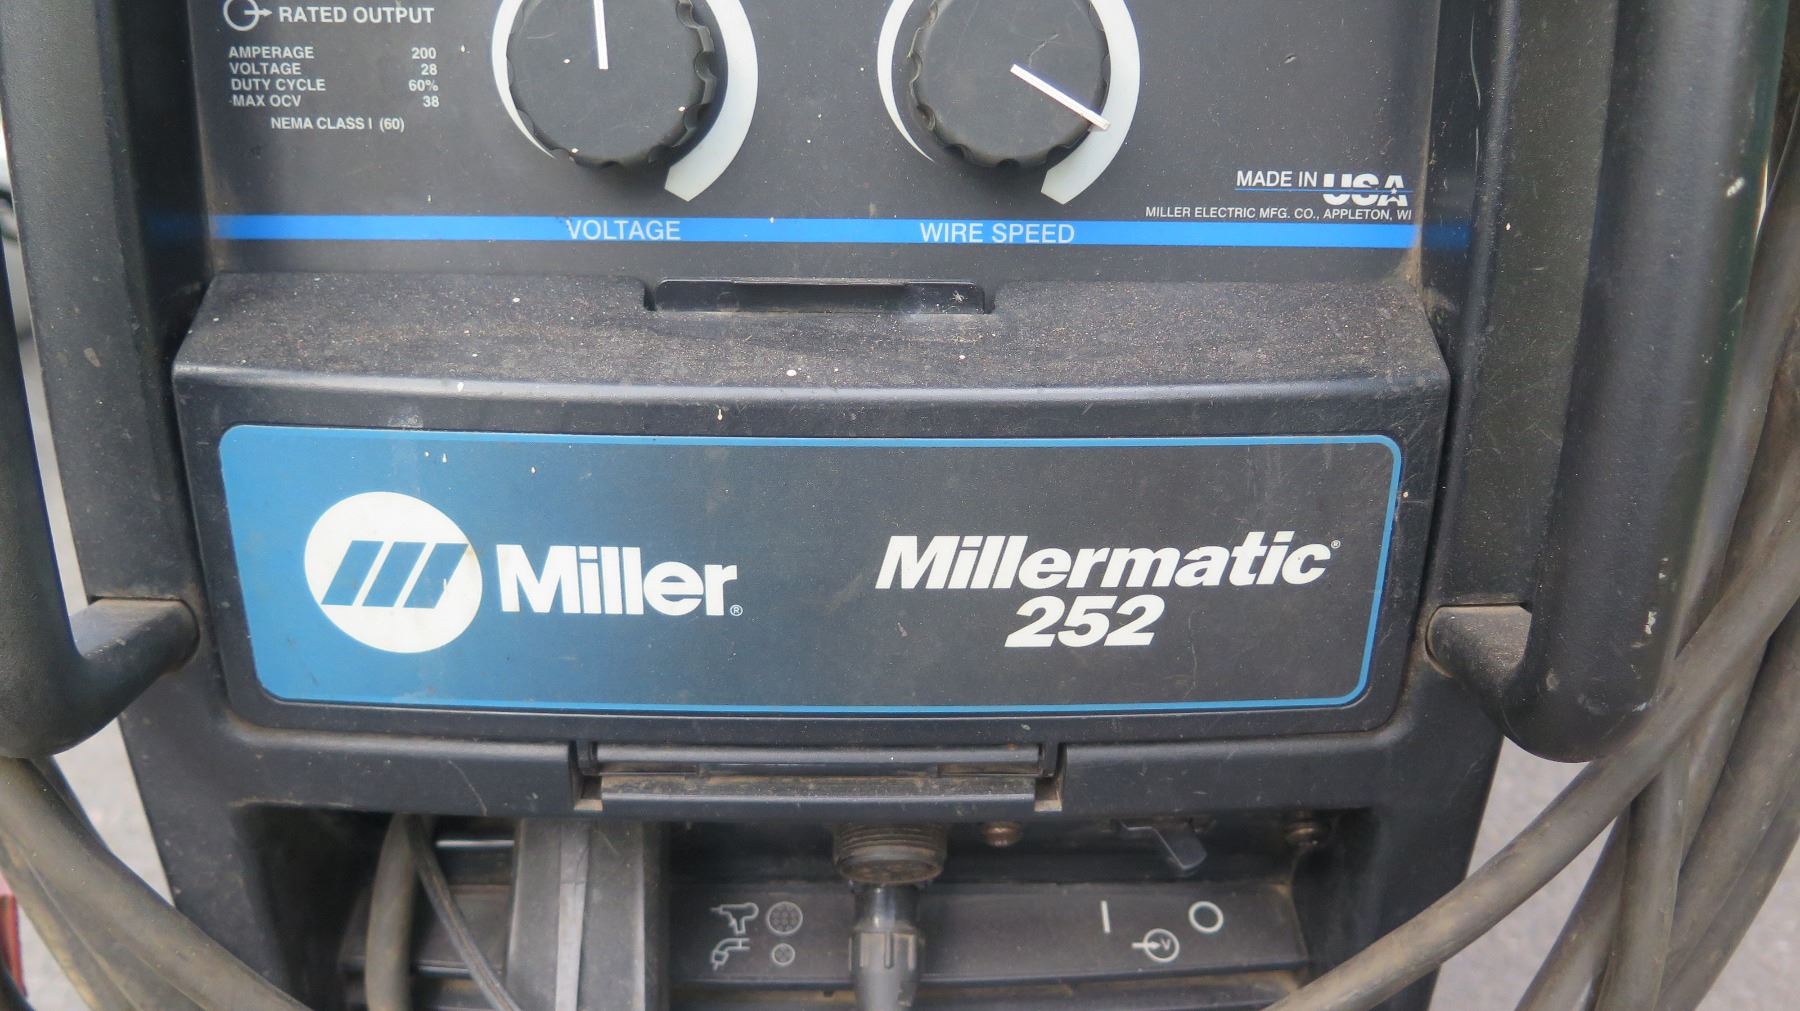 RATED OUTPUT
AMPERAGE 200
VOLTAGE 28
DUTY CYCLE 60%
MAX OCV 38
NEMA CLASS I (60)
MADE IN USA
MILLER ELECTRIC MFG. CO., APPLETON, WI
VOLTAGE WIRE SPEED
Miller®
Millermatic®
252
I O
V